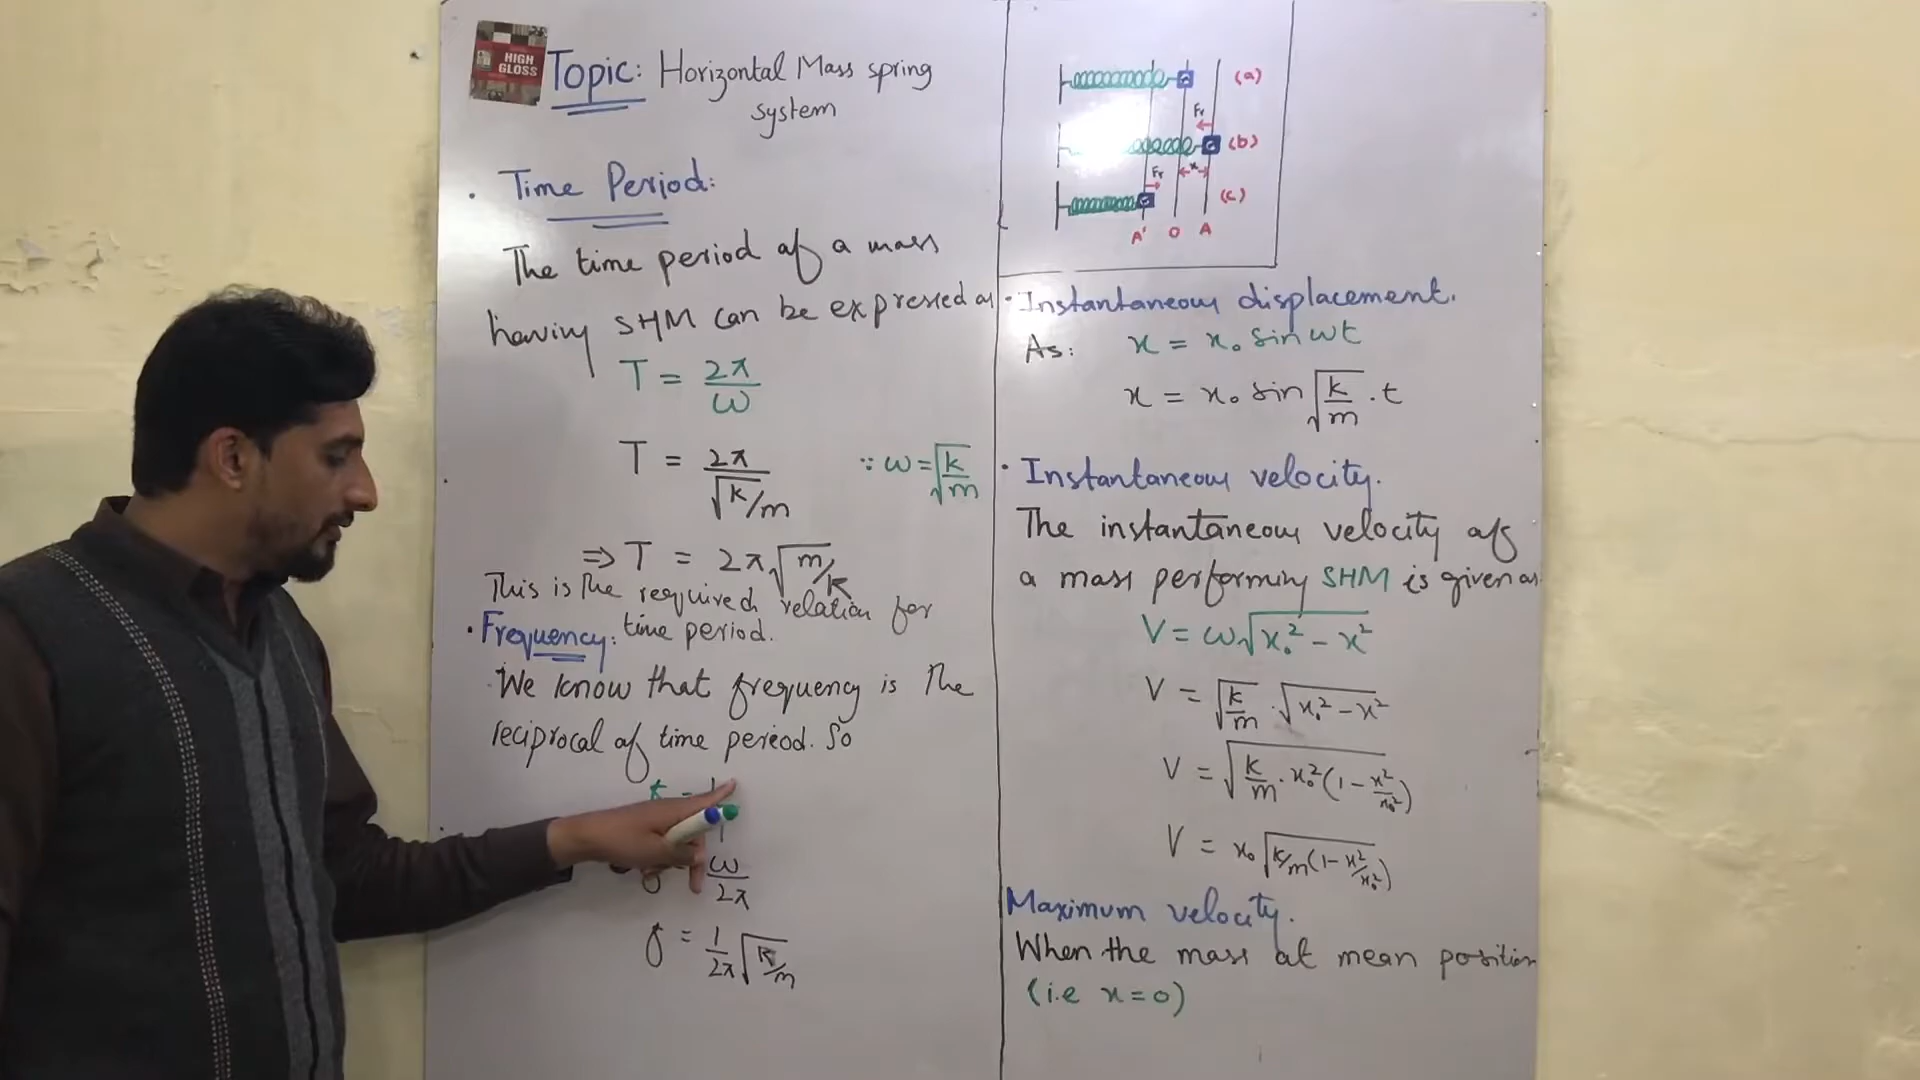 HIGH
GLOSS
Topic: Horizontal Mass spring
system
• Time Period:
The time period of a mass
having SHM can be expressed as
T = 2π/ω
T = 2π/√k/m ∵ ω = √k/m
⇒ T = 2π√m/k
This is the required relation for
time period.
• Frequency:
We know that frequency is the
reciprocal of time period. So
ω/2π
f = 1/2π √k/m
(a)
Fr
(b)
Fr x
(c)
A' O A
• Instantaneous displacement.
As: x = x₀ sin ωt
x = x₀ sin √k/m . t
• Instantaneous velocity.
The instantaneous velocity of
a mass performing SHM is given as
V = ω√x₀² - x²
V = √k/m . √x₀² - x²
V = √k/m . x₀² (1 - x²/x₀²)
V = x₀ √k/m (1 - x²/x₀²)
Maximum velocity.
When the mass at mean position
(i.e x = 0)